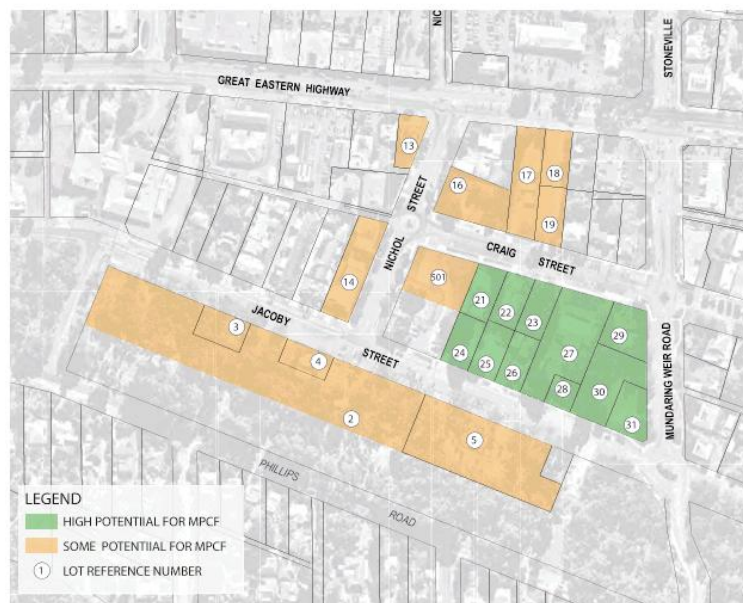 NIC
STONEVILLE
GREAT EASTERN HIGHWAY
13
STREET
NICHOL
16
17
18
19
CRAIG STREET
501
14
21
22
23
29
JACOBY STREET
3
4
24
25
26
27
28
30
31
MUNDARING WEIR ROAD
2
5
PHILLIPS ROAD
LEGEND
HIGH POTENTIIAL FOR MPCF
SOME POTENTIIAL FOR MPCF
1 LOT REFERENCE NUMBER